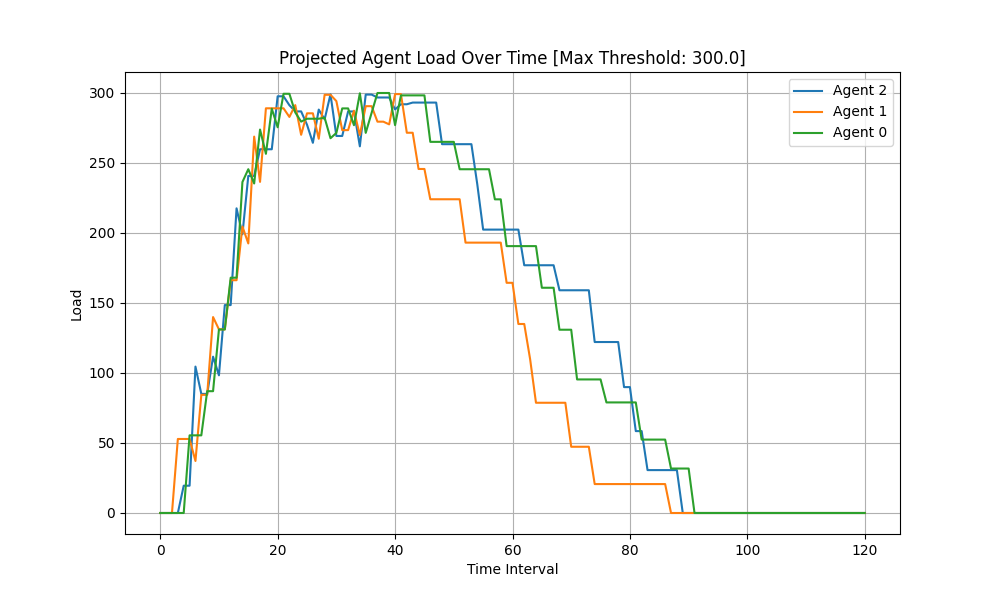 Projected Agent Load Over Time [Max Threshold: 300.0]
Load
300
250
200
150
100
50
0
Agent 2
Agent 1
Agent 0
0 20 40 60 80 100 120
Time Interval